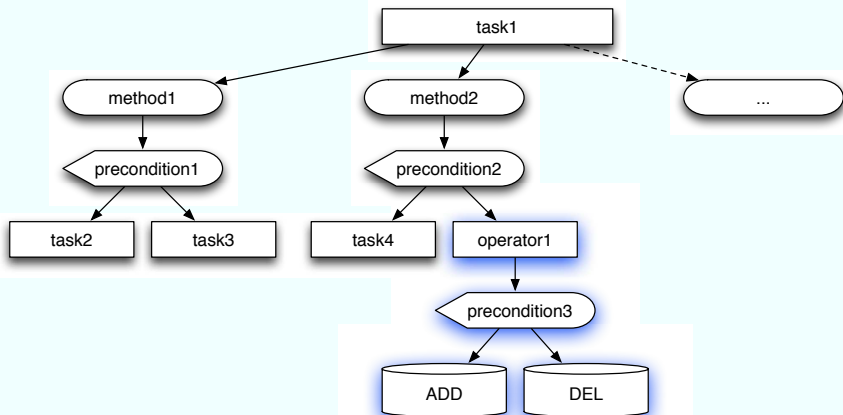 task1
method1
method2
...
precondition1
precondition2
task2
task3
task4
operator1
precondition3
ADD
DEL